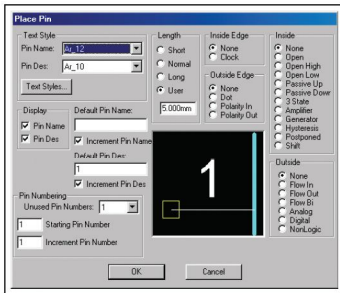 Place Pin
Text Style
Pin Name: Ar_12
Pin Des: Ar_10
Text Styles...
Display
Pin Name
Pin Des
Default Pin Name:
Increment Pin Name
Default Pin Des:
1
Increment Pin Des
Pin Numbering
Unused Pin Numbers: 1
1 Starting Pin Number
1 Increment Pin Number
Length
Short
Normal
Long
User
5.000mm
Inside Edge
None
Clock
Outside Edge
None
Dot
Polarity In
Polarity Out
1
Inside
None
Open
Open High
Open Low
Passive Up
Passive Down
3 State
Amplifier
Generator
Hysteresis
Postponed
Shift
Outside
None
Flow In
Flow Out
Flow Bi
Analog
Digital
NonLogic
OK
Cancel